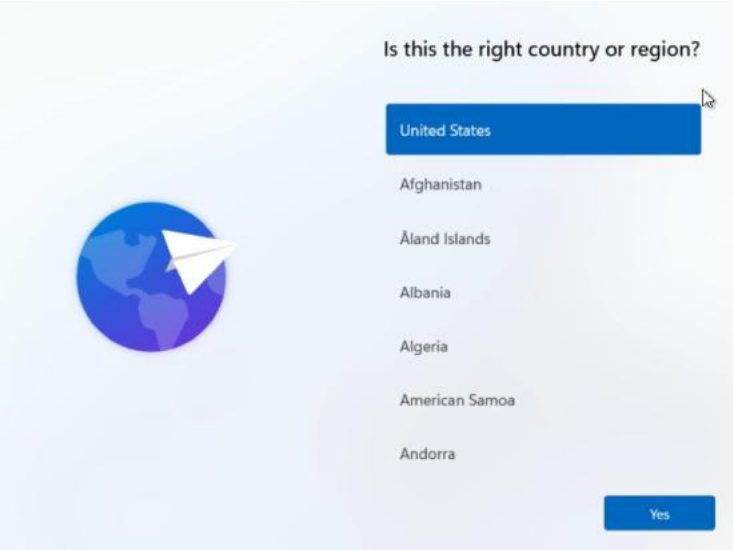 Is this the right country or region?
United States
Afghanistan
Åland Islands
Albania
Algeria
American Samoa
Andorra
Yes